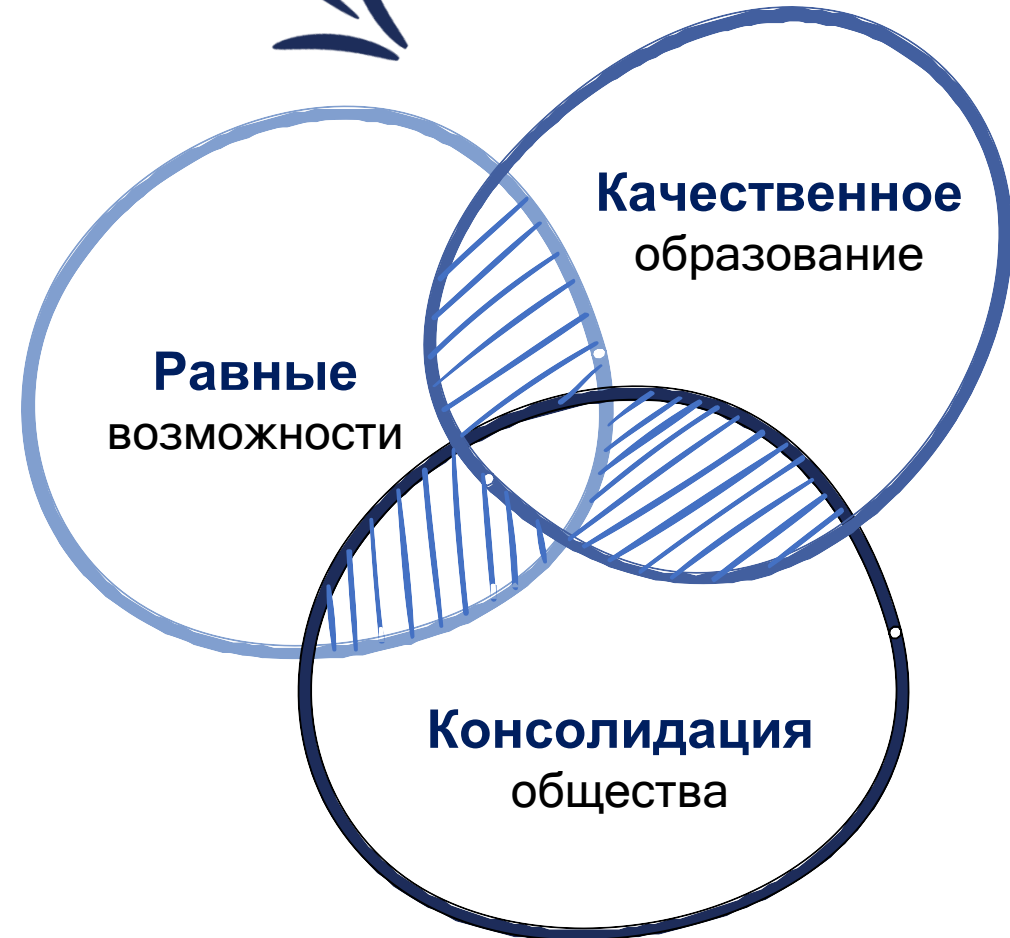 Качественное
образование
Равные
возможности
Консолидация
общества